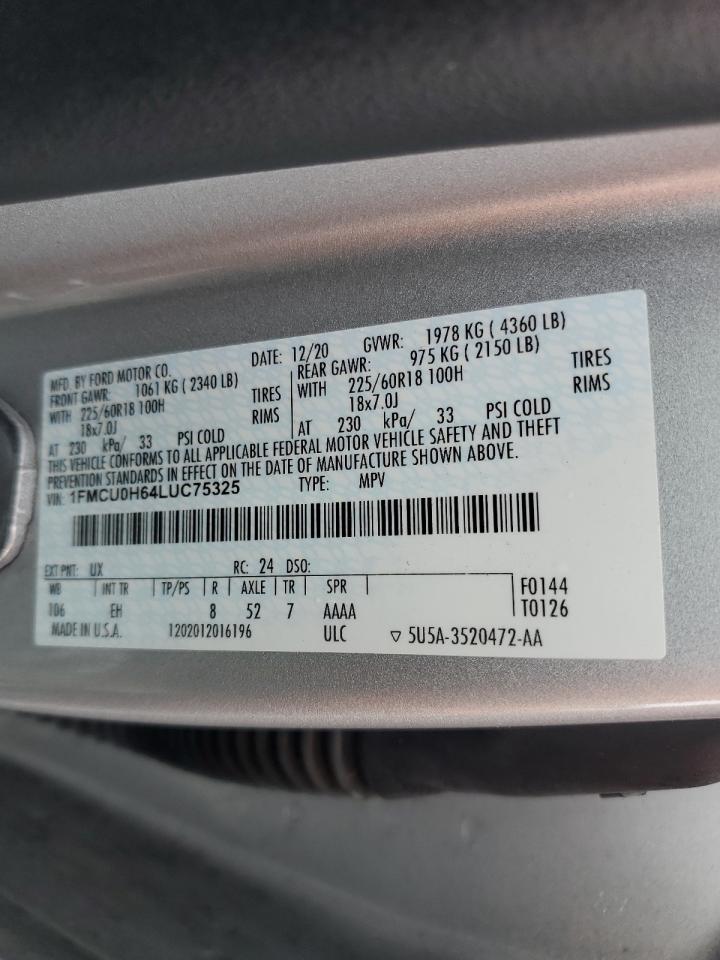 MFD. BY FORD MOTOR CO. DATE: 12/20 GVWR: 1978 KG ( 4360 LB)
FRONT GAWR: 1061 KG ( 2340 LB) REAR GAWR: 975 KG ( 2150 LB)
WITH 225/60R18 100H TIRES WITH 225/60R18 100H TIRES
18x7.0J RIMS 18x7.0J RIMS
AT 230 kPa/ 33 PSI COLD AT 230 kPa/ 33 PSI COLD
THIS VEHICLE CONFORMS TO ALL APPLICABLE FEDERAL MOTOR VEHICLE SAFETY AND THEFT
PREVENTION STANDARDS IN EFFECT ON THE DATE OF MANUFACTURE SHOWN ABOVE.
VIN: 1FMCU0H64LUC75325 TYPE: MPV
EXT PNT: UX RC: 24 DSO:
WB INT TR TP/PS R AXLE TR SPR F0144
106 EH 8 52 7 AAAA T0126
MADE IN U.S.A. 1202012016196 ULC ▽ 5U5A-3520472-AA